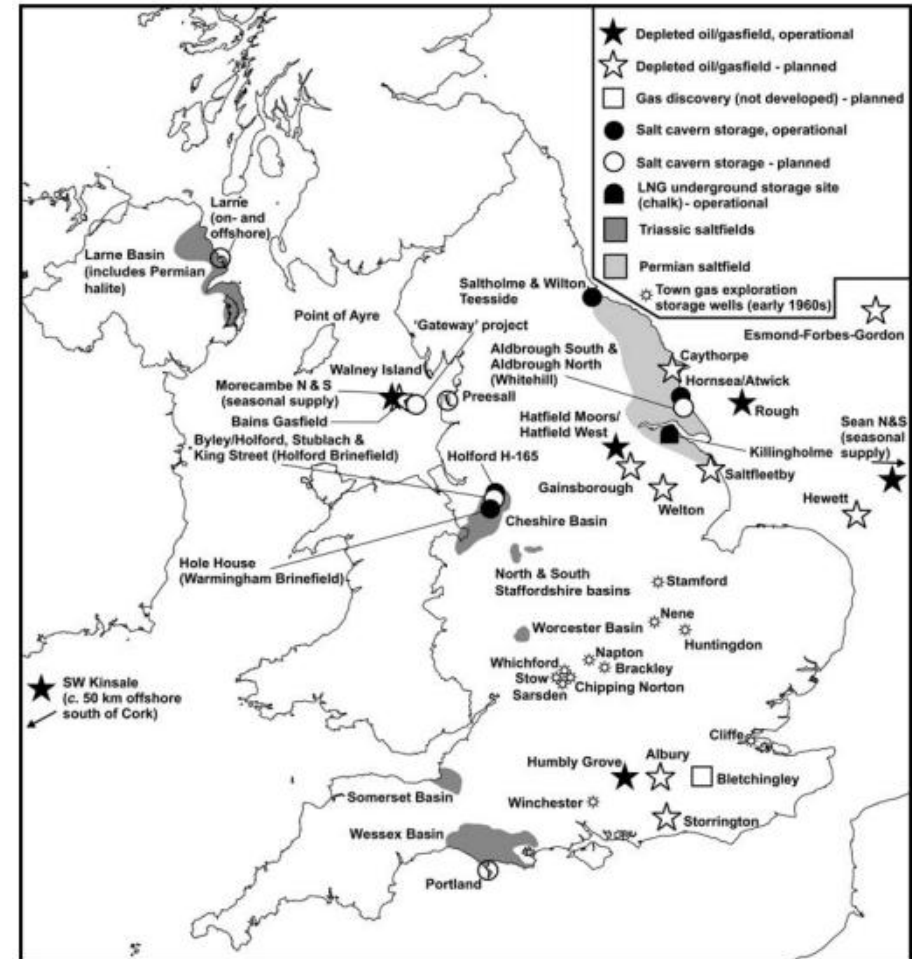 Depleted oil/gasfield, operational
Depleted oil/gasfield - planned
Gas discovery (not developed) - planned
Salt cavern storage, operational
Salt cavern storage - planned
LNG underground storage site
(chalk) - operational
Triassic saltfields
Permian saltfield
Town gas exploration
storage wells (early 1960s)
Esmond-Forbes-Gordon
Larne
(on- and
offshore)
Larne Basin
(includes Permian
halite)
Saltholme & Wilton
Teesside
Point of Ayre
'Gateway' project
Aldbrough South &
Aldbrough North
(Whitehill)
Caythorpe
Hornsea/Atwick
Walney Island
Morecambe N & S
(seasonal supply)
Preesall
Rough
Bains Gasfield
Hatfield Moors/
Hatfield West
Sean N&S
(seasonal
supply)
Byley/Holford, Stublach &
King Street (Holford Brinefield)
Killingholme
Holford H-165
Saltfleetby
Gainsborough
Welton
Hewett
Cheshire Basin
Hole House
(Warmingham Brinefield)
North & South
Staffordshire basins
Stamford
Nene
Worcester Basin
Huntingdon
Napton
Whichford
Brackley
Stow
Chipping Norton
Sarsden
SW Kinsale
(c. 50 km offshore
south of Cork)
Cliffe
Humbly Grove
Albury
Bletchingley
Somerset Basin
Winchester
Storrington
Wessex Basin
Portland